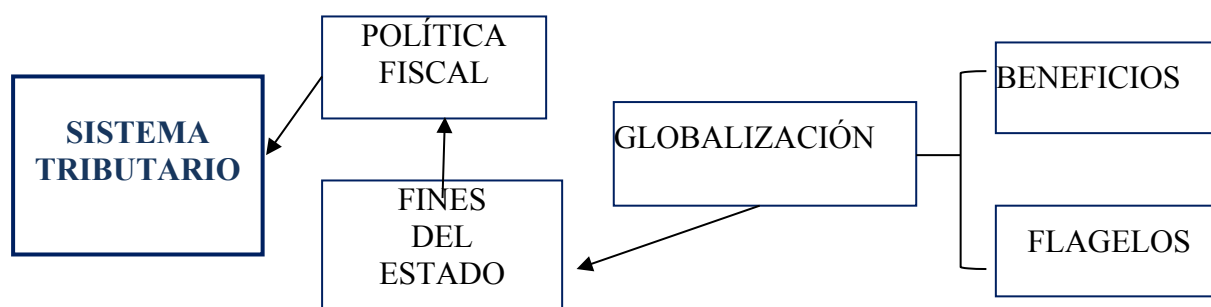 POLÍTICA
FISCAL
SISTEMA
TRIBUTARIO
FINES
DEL
ESTADO
GLOBALIZACIÓN
BENEFICIOS
FLAGELOS